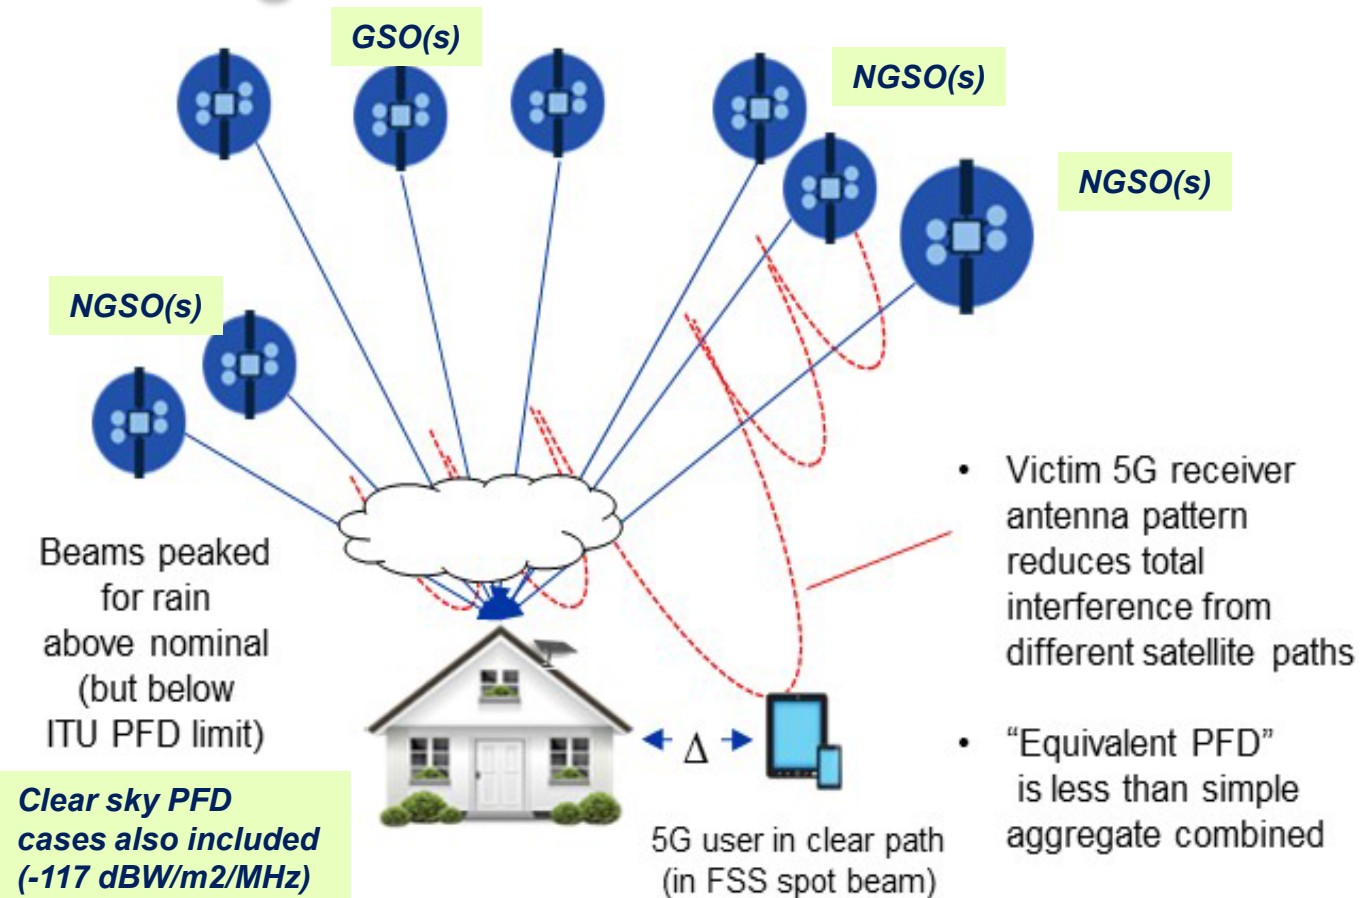 GSO(s)
NGSO(s)
NGSO(s)
NGSO(s)
Beams peaked
for rain
above nominal
(but below
ITU PFD limit)
Clear sky PFD
cases also included
(-117 dBW/m2/MHz)
Δ
5G user in clear path
(in FSS spot beam)
• Victim 5G receiver
antenna pattern
reduces total
interference from
different satellite paths
• “Equivalent PFD”
is less than simple
aggregate combined